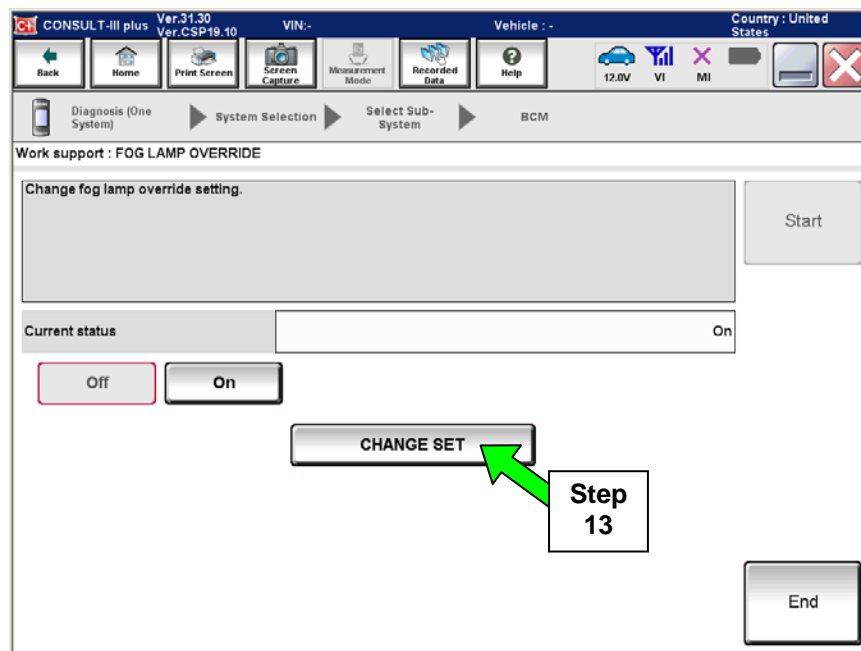 C+ CONSULT-III plus Ver.31.30 VIN:- Vehicle : - Country : United
Ver.CSP19.10 States
Back Home Print Screen Screen Capture Measurement Mode Recorded Data Help 12.0V VI MI
Diagnosis (One System) System Selection Select Sub-System BCM
Work support : FOG LAMP OVERRIDE
Change fog lamp override setting.
Start
Current status On
Off On
CHANGE SET
Step
13
End